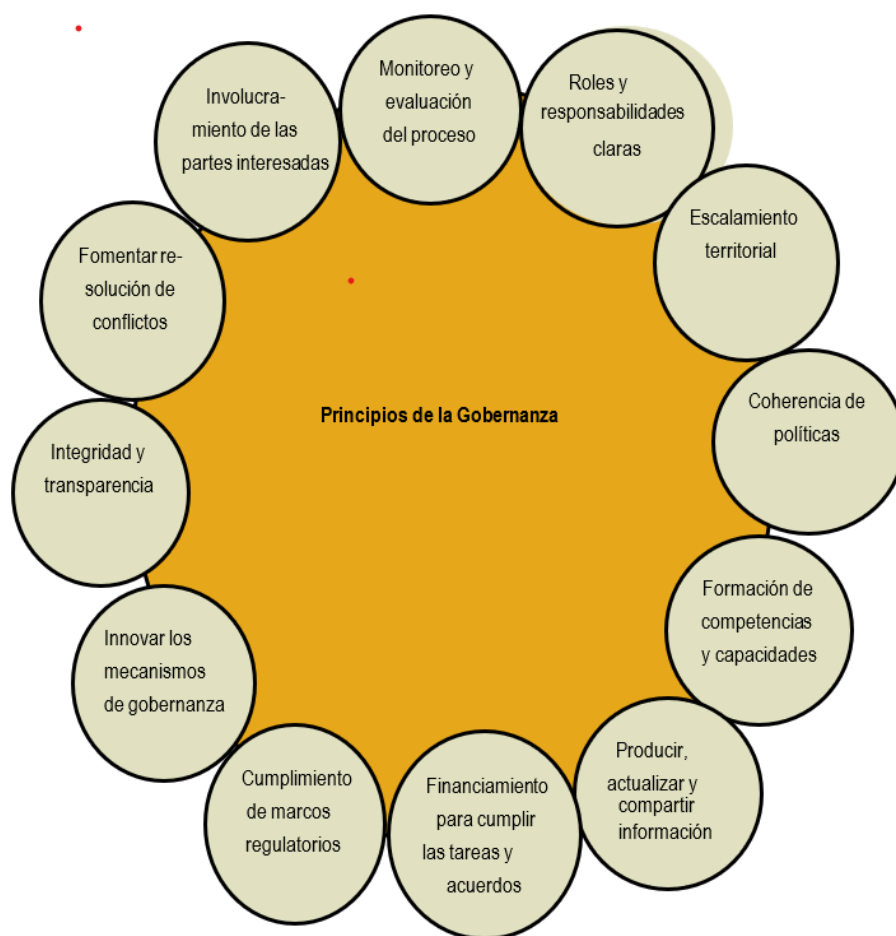 Monitoreo y
evaluación
del proceso
Roles y
responsabilidades
claras
Escalamiento
territorial
Coherencia de
políticas
Formación de
competencias
y capacidades
Producir,
actualizar y
compartir
información
Financiamiento
para cumplir
las tareas y
acuerdos
Cumplimiento
de marcos
regulatorios
Innovar los
mecanismos
de gobernanza
Integridad y
transparencia
Fomentar re-
solución de
conflictos
Involucra-
miento de las
partes interesadas
Principios de la Gobernanza